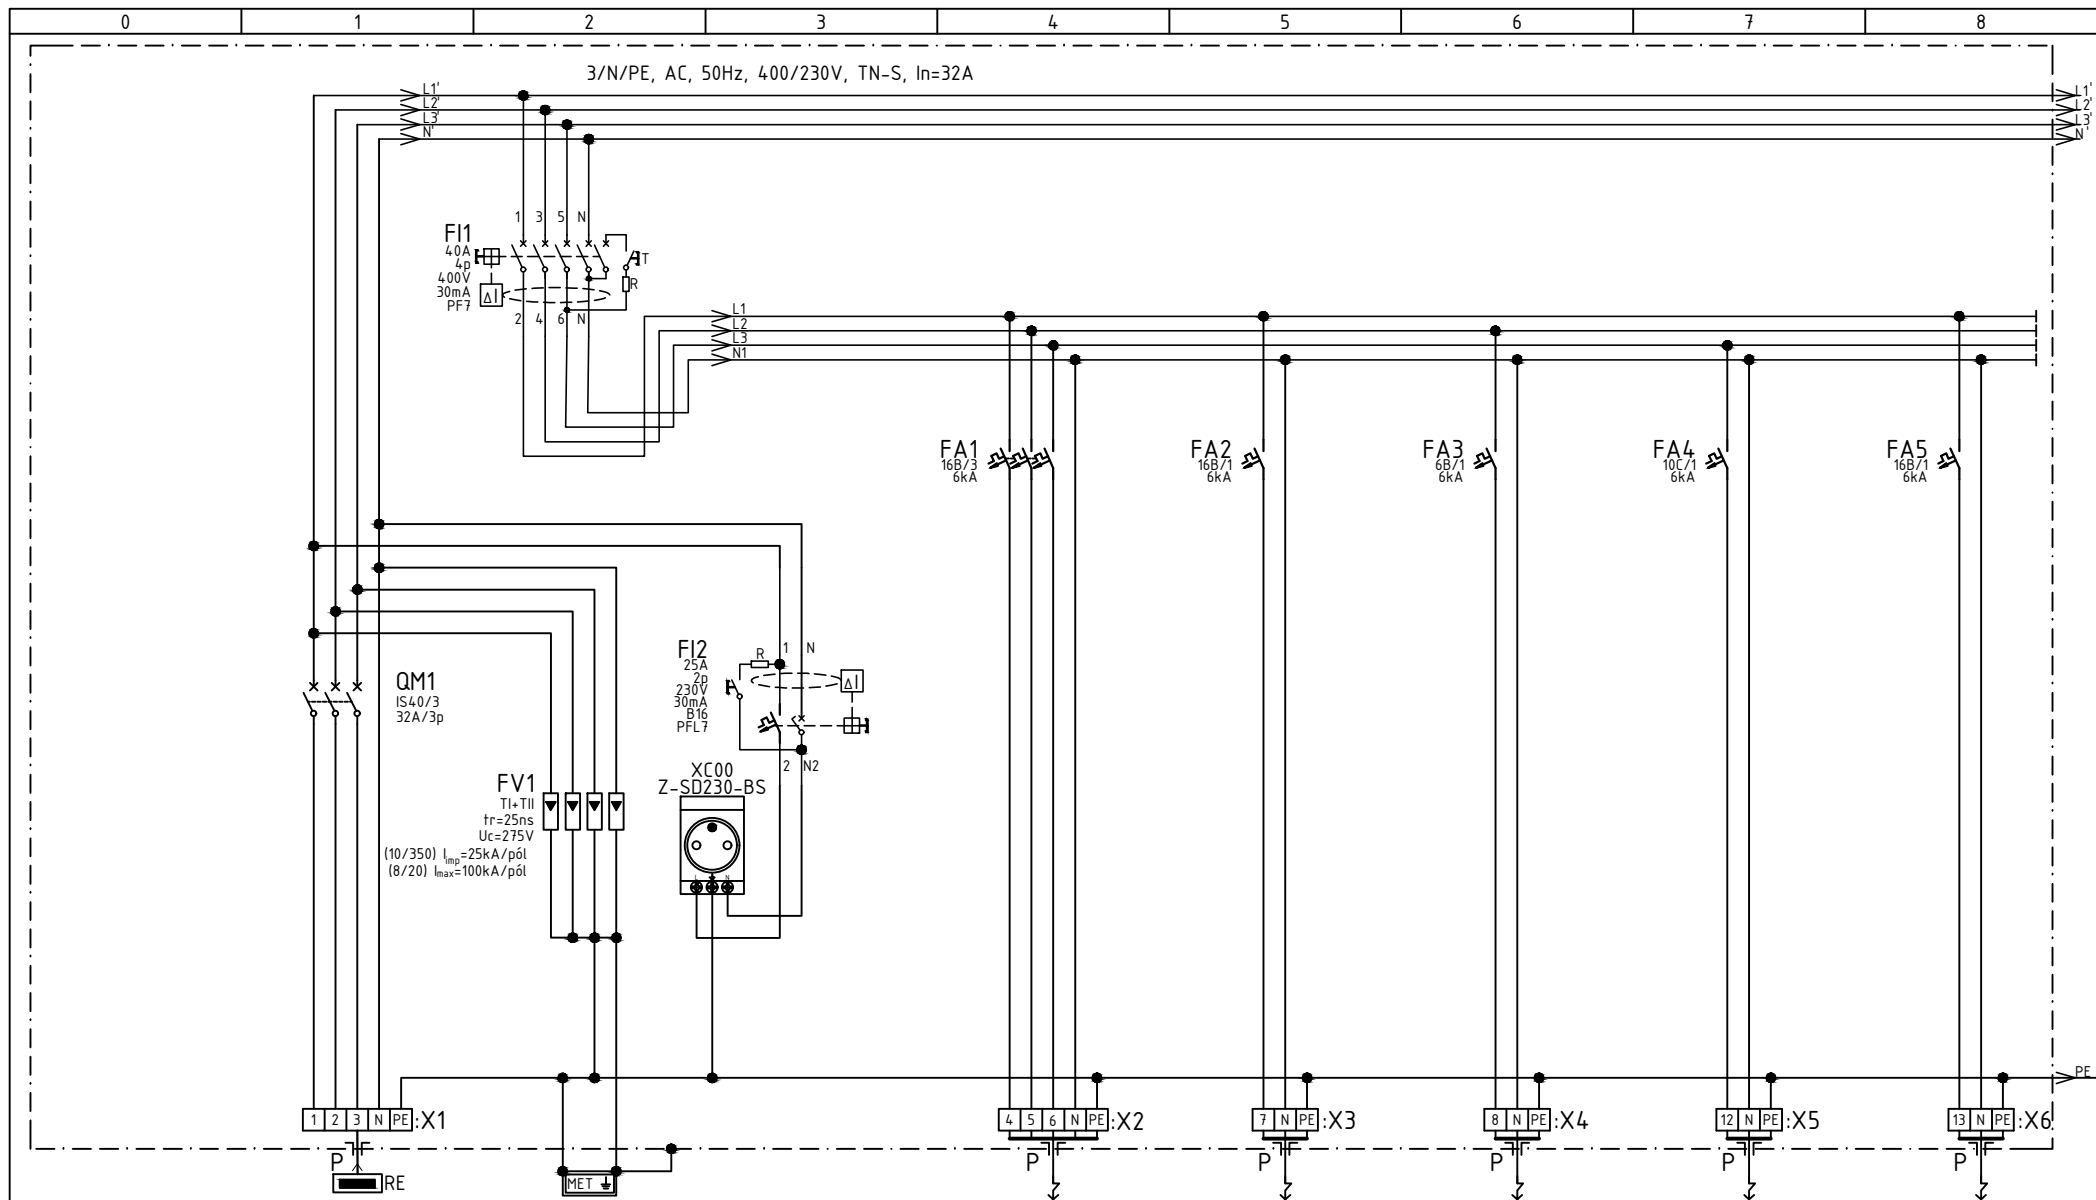 0 1 2 3 4 5 6 7 8
3/N/PE, AC, 50Hz, 400/230V, TN-S, In=32A
L1'
L2'
L3'
N'
L1'
L2'
L3'
N'
1 3 5 N
FI1
40A
4p
400V
30mA
PF7
T
R
ΔI
2 4 6 N
L1
L2
L3
N1
FA1
16B/3
6kA
FA2
16B/1
6kA
FA3
6B/1
6kA
FA4
10C/1
6kA
FA5
16B/1
6kA
QM1
IS40/3
32A/3p
FI2
25A
2p
230V
30mA
B16
PFL7
R
1 N
ΔI
2 N2
FV1
TI+TII
tr=25ns
Uc=275V
(10/350) Iimp=25kA/pól
(8/20) Imax=100kA/pól
XC00
Z-SD230-BS
L N
PE
1 2 3 N PE :X1
4 5 6 N PE :X2
7 N PE :X3
8 N PE :X4
12 N PE :X5
13 N PE :X6
P P P P P P
RE
MET